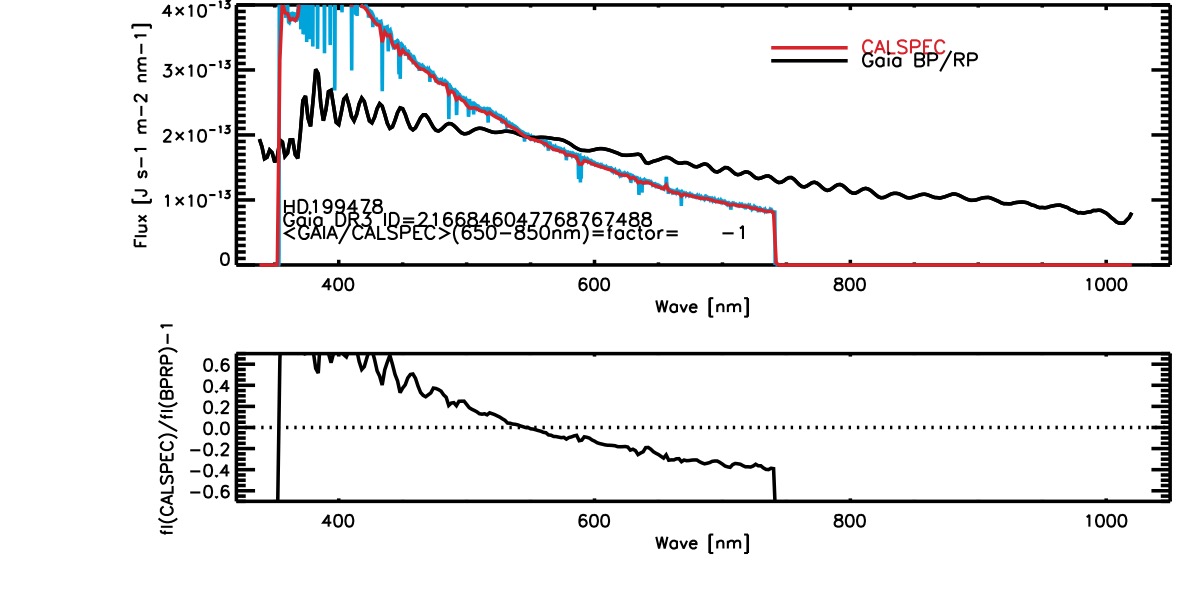 4×10−13
3×10−13
2×10−13
1×10−13
0
Flux [J s−1 m−2 nm−1]
CALSPEC
Gaia BP/RP
HD199478
Gaia DR3 ID=2166846047768767488
<GAIA/CALSPEC>(650−850nm)=factor= −1
400 600 800 1000
Wave [nm]
fl(CALSPEC)/fl(BPRP)−1
0.6
0.4
0.2
0.0
−0.2
−0.4
−0.6
400 600 800 1000
Wave [nm]